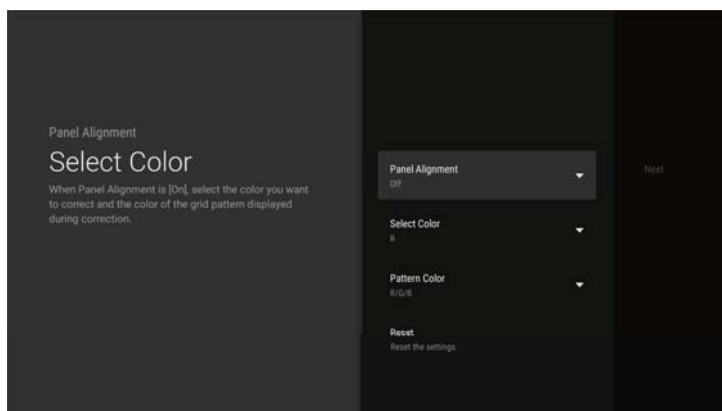 Panel Alignment
Select Color
When Panel Alignment is [On], select the color you want
to correct and the color of the grid pattern displayed
during correction.
Panel Alignment
Off
Select Color
R
Pattern Color
R/G/B
Reset
Reset the settings.
Next